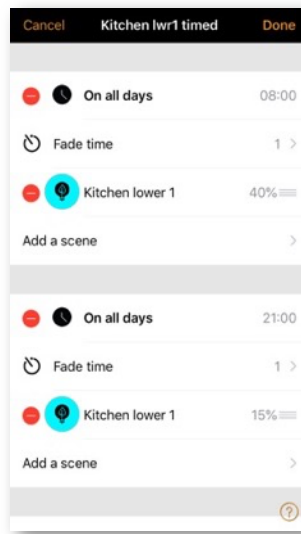 Cancel Kitchen lwr1 timed Done
On all days 08:00
Fade time 1 >
Kitchen lower 1 40%
Add a scene >
On all days 21:00
Fade time 1 >
Kitchen lower 1 15%
Add a scene >
?